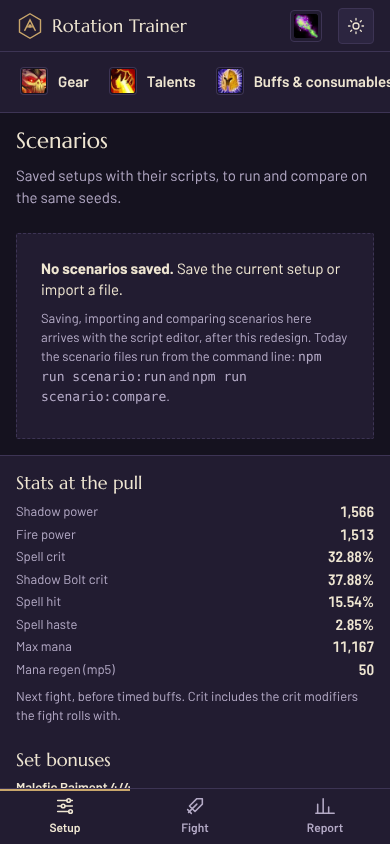 Rotation Trainer
Gear
Talents
Buffs & consumables
Scenarios
Saved setups with their scripts, to run and compare on
the same seeds.
No scenarios saved. Save the current setup or
import a file.
Saving, importing and comparing scenarios here
arrives with the script editor, after this redesign. Today
the scenario files run from the command line: npm
run scenario:run and npm run
scenario:compare.
Stats at the pull
Shadow power 1,566
Fire power 1,513
Spell crit 32.88%
Shadow Bolt crit 37.88%
Spell hit 15.54%
Spell haste 2.85%
Max mana 11,167
Mana regen (mp5) 50
Next fight, before timed buffs. Crit includes the crit modifiers
the fight rolls with.
Set bonuses
Malefic Raiment 4/4
Setup
Fight
Report